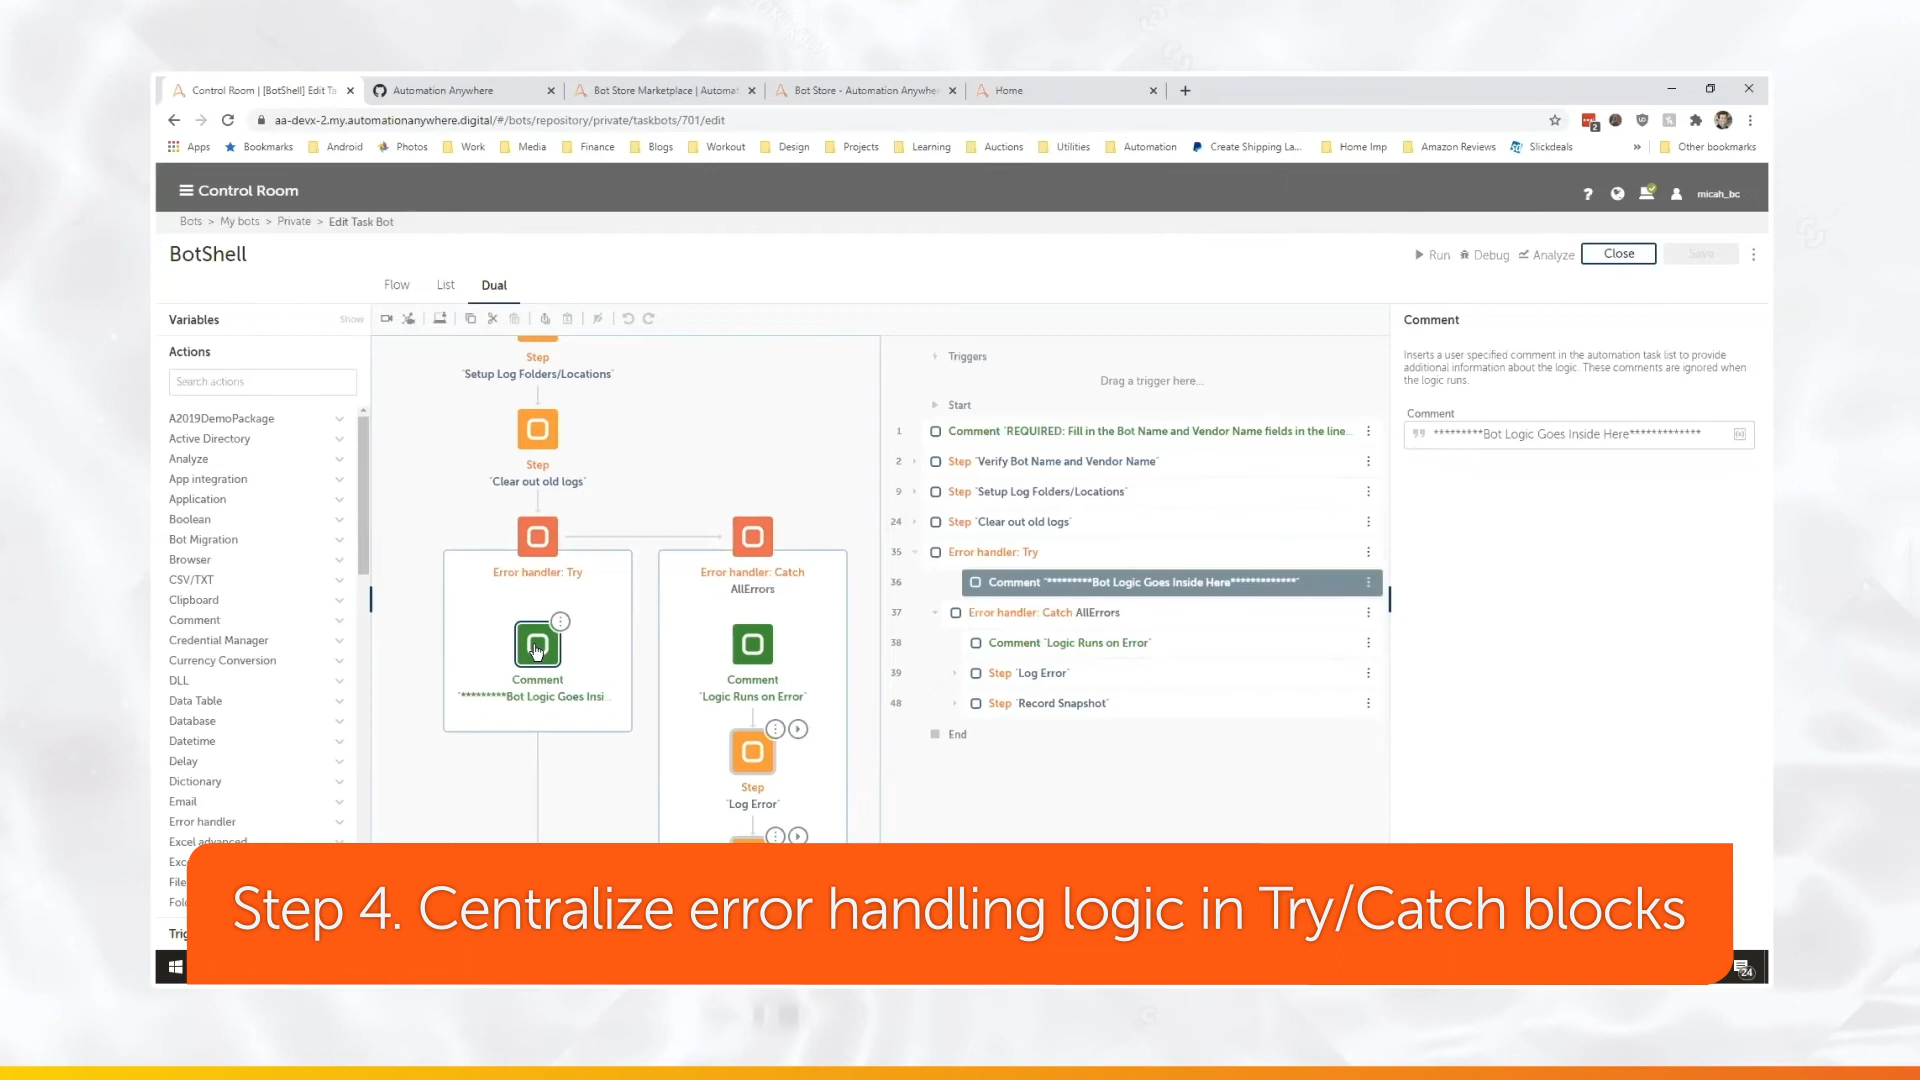 Control Room | [BotShell] Edit Ta
Automation Anywhere
Bot Store Marketplace | Automat
Bot Store - Automation Anywhe
Home
aa-devx-2.my.automationanywhere.digital/#/bots/repository/private/taskbots/701/edit
2
Apps
Bookmarks
Android
Photos
Work
Media
Finance
Blogs
Workout
Design
Projects
Learning
Auctions
Utilities
Automation
Create Shipping La...
Home Imp
Amazon Reviews
Slickdeals
»
Other bookmarks
Control Room
?
micah_bc
Bots > My bots > Private > Edit Task Bot
BotShell
Run
Debug
Analyze
Close
Save
Flow
List
Dual
Variables
Show
Actions
Search actions
A2019DemoPackage
Active Directory
Analyze
App integration
Application
Boolean
Bot Migration
Browser
CSV/TXT
Clipboard
Comment
Credential Manager
Currency Conversion
DLL
Data Table
Database
Datetime
Delay
Dictionary
Email
Error handler
Excel advanced
Exc
File
Fol
Trig
Step
"Setup Log Folders/Locations"
Step
"Clear out old logs"
Error handler: Try
Comment
"*********Bot Logic Goes Insi...
Error handler: Catch
AllErrors
Comment
"Logic Runs on Error"
Step
"Log Error"
Triggers
Drag a trigger here...
Start
1 Comment "REQUIRED: Fill in the Bot Name and Vendor Name fields in the line...
2 Step "Verify Bot Name and Vendor Name"
9 Step "Setup Log Folders/Locations"
24 Step "Clear out old logs"
35 Error handler: Try
36 Comment "*********Bot Logic Goes Inside Here*************"
37 Error handler: Catch AllErrors
38 Comment "Logic Runs on Error"
39 Step "Log Error"
48 Step "Record Snapshot"
End
Comment
Inserts a user specified comment in the automation task list to provide
additional information about the logic. These comments are ignored when
the logic runs.
Comment
*********Bot Logic Goes Inside Here*************
Step 4. Centralize error handling logic in Try/Catch blocks
24